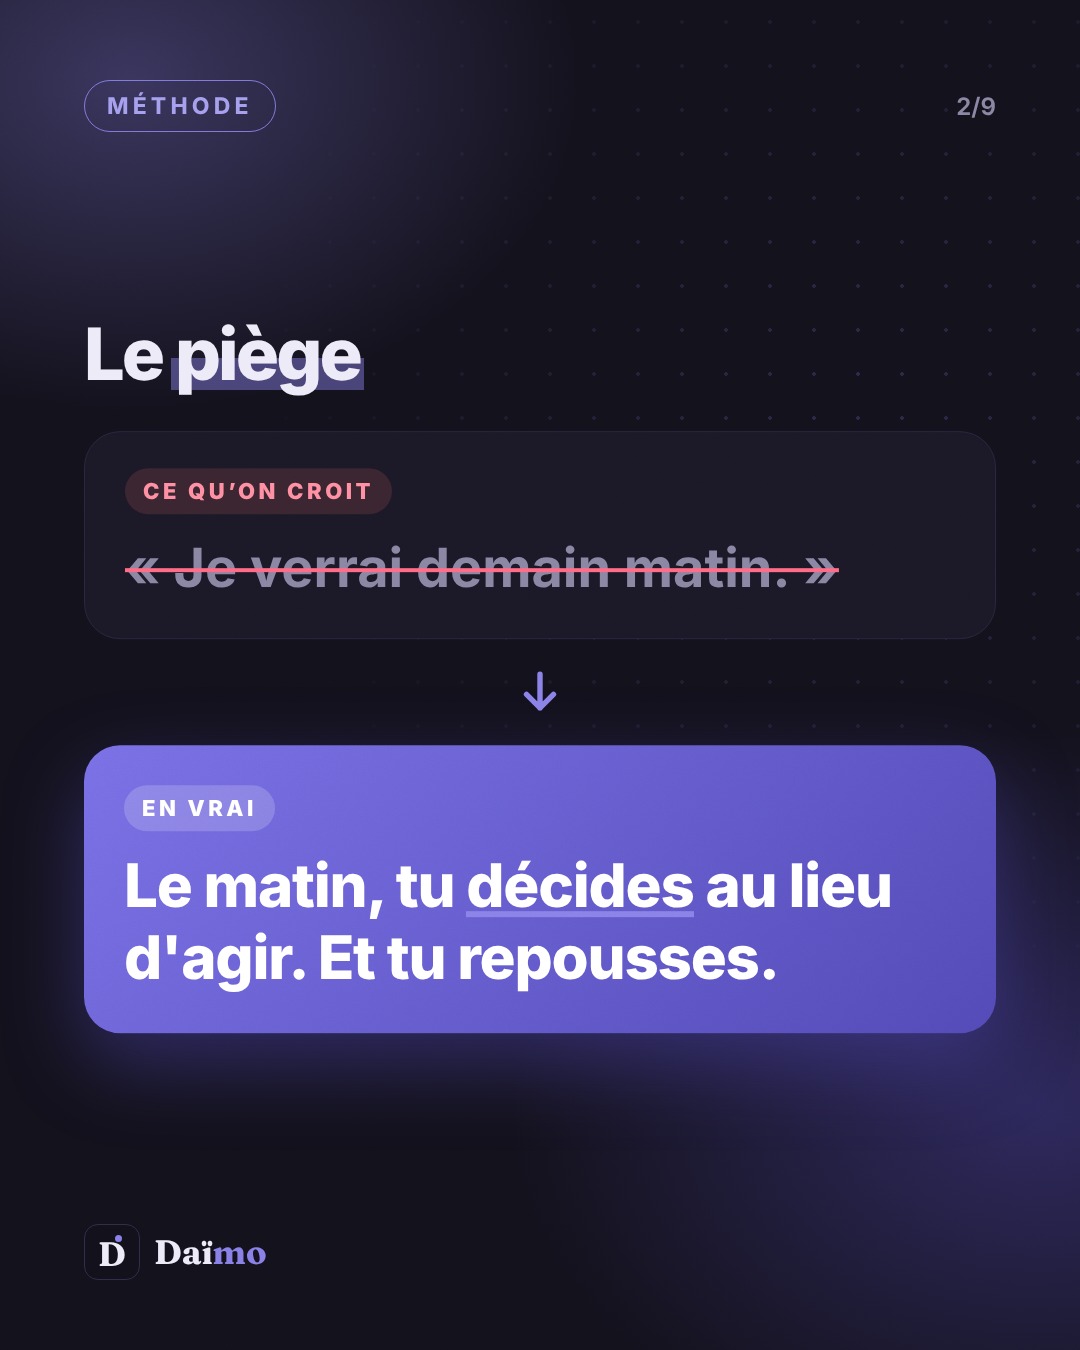 MÉTHODE
2/9
Le piège
CE QU’ON CROIT
« Je verrai demain matin. »
EN VRAI
Le matin, tu décides au lieu
d'agir. Et tu repousses.
D
Daïmo